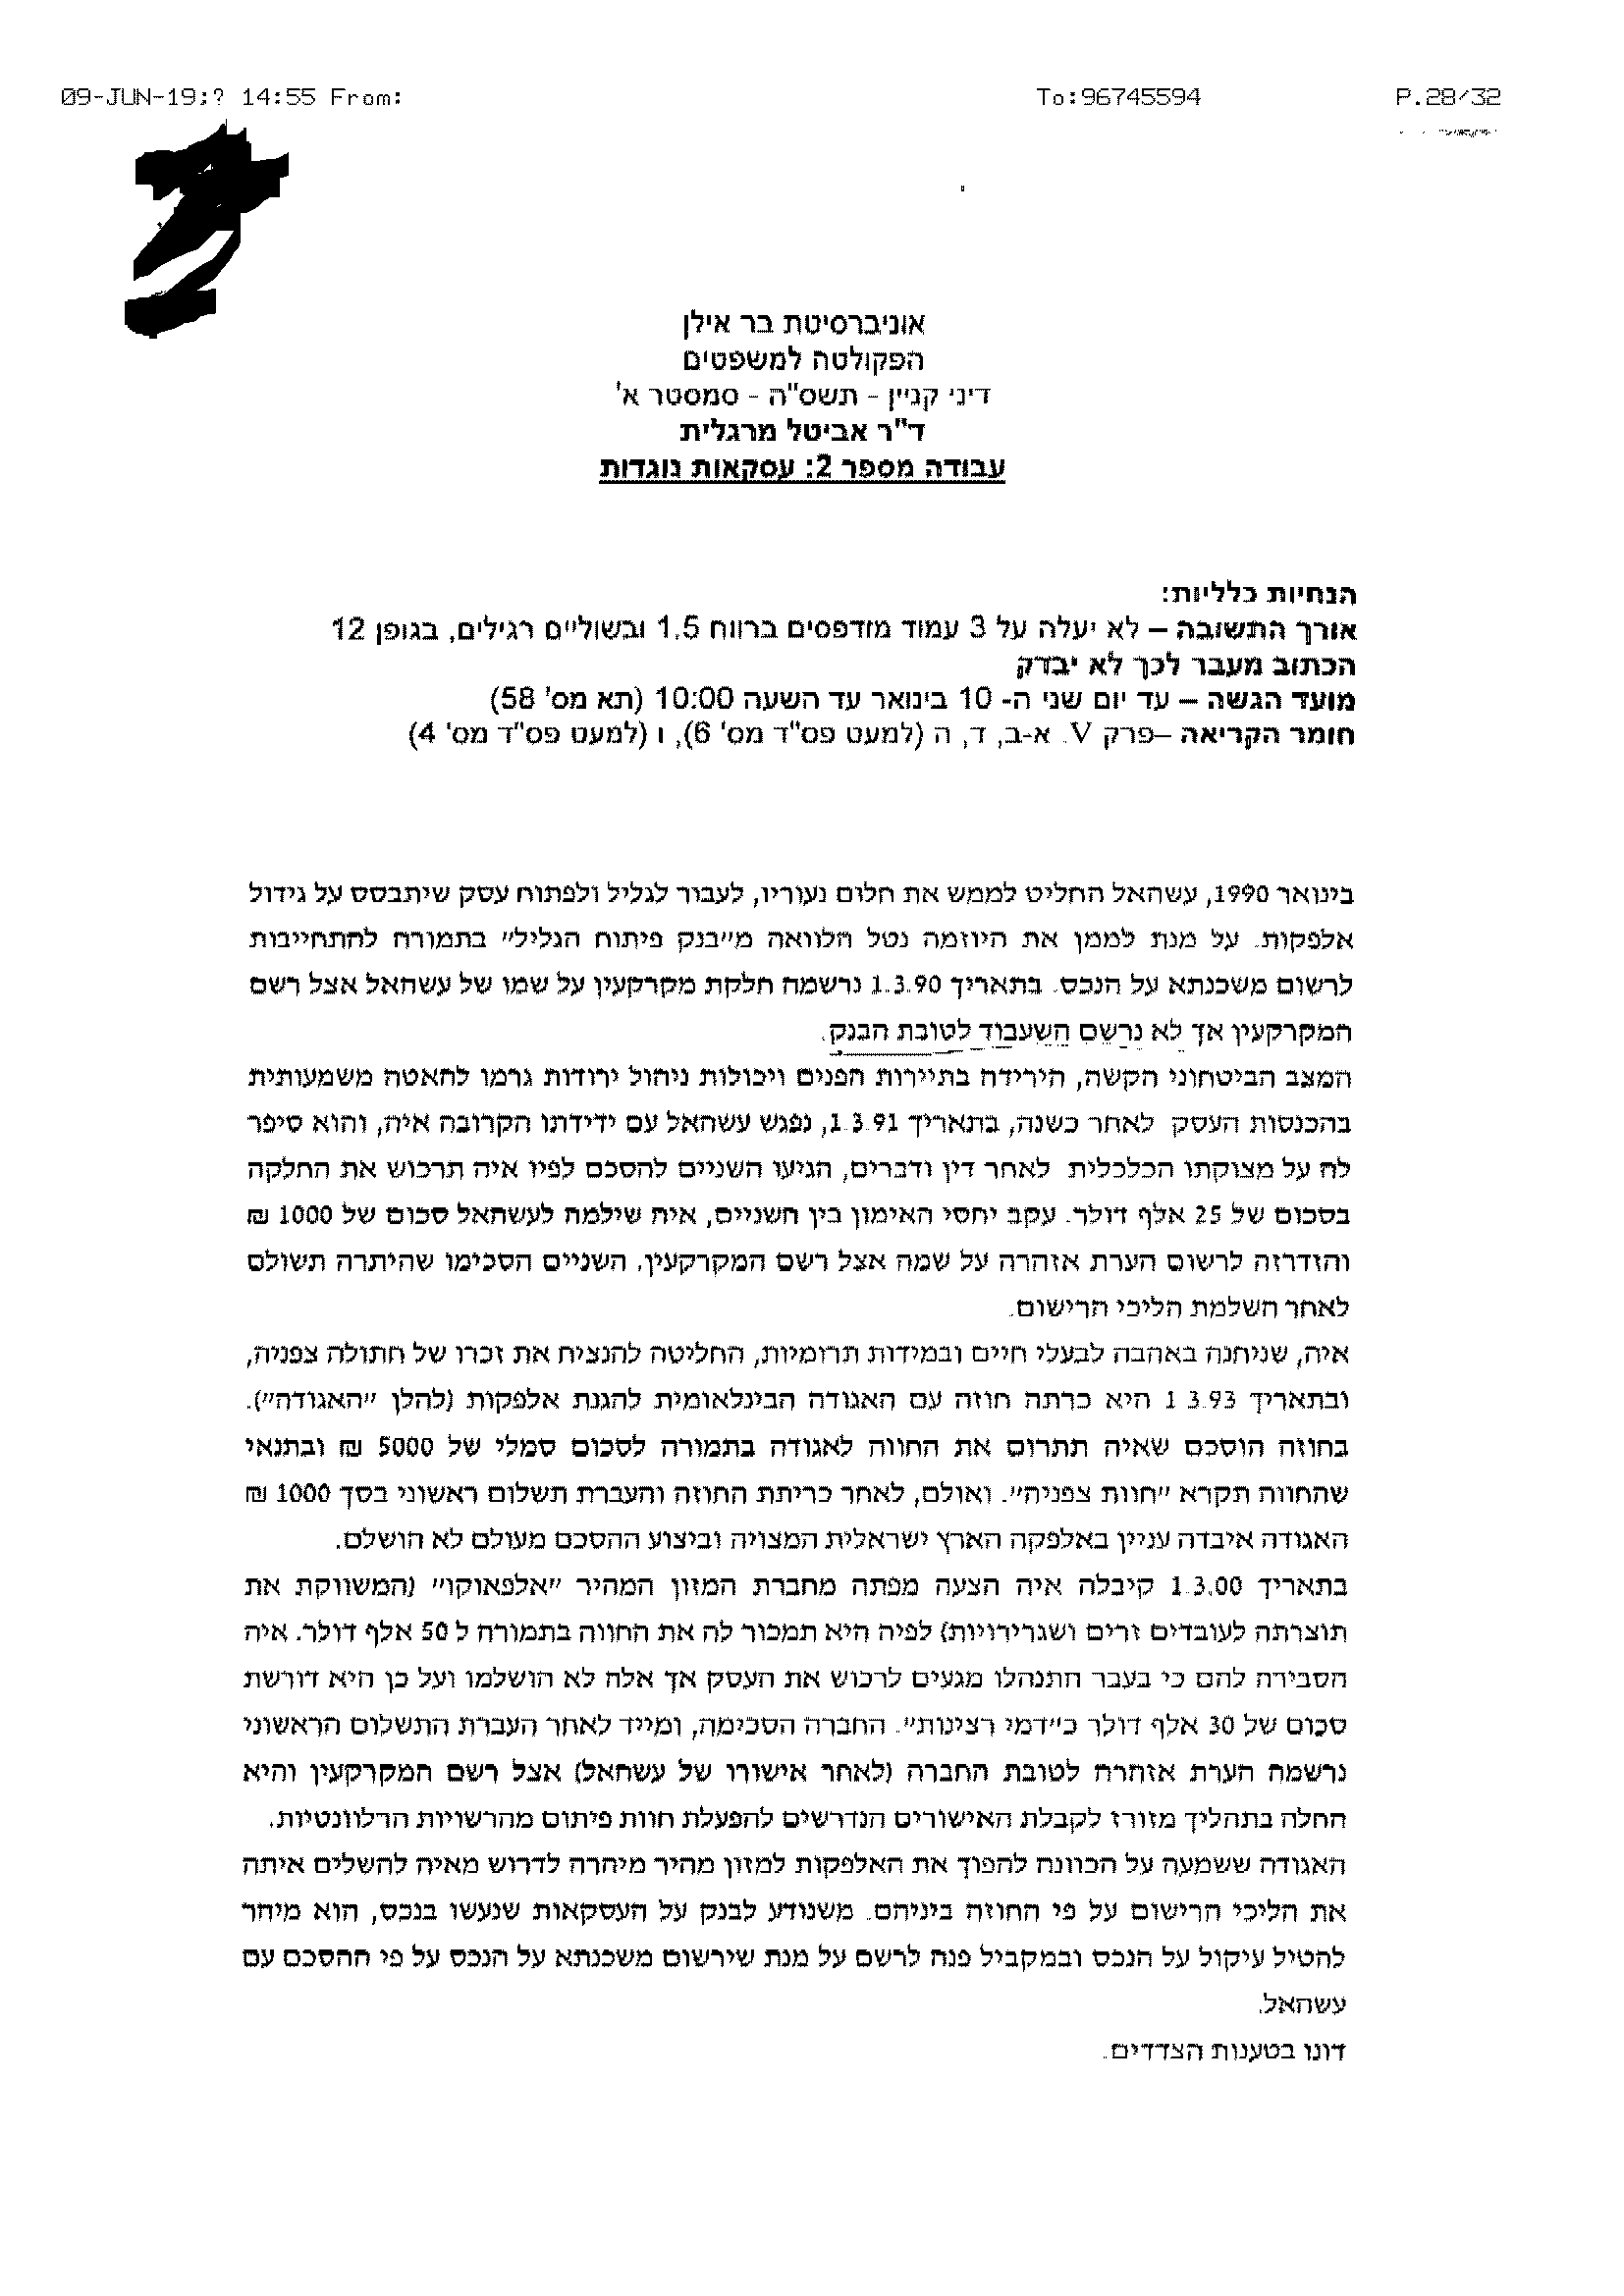 09-JUN-19;? 14:55 From: To:96745594 P.28/32
אוניברסיטת בר אילן
הפקולטה למשפטים
דיני קניין - תשס"ה - סמסטר א'
ד"ר אביטל מרגלית
עבודה מספר 2: עסקאות נוגדות
הנחיות כלליות:
אורך התשובה – לא יעלה על 3 עמוד מודפסים ברווח 1.5 ובשוליים רגילים, בגופן 12
הכתוב מעבר לכך לא יבדק
מועד הגשה – עד יום שני ה- 10 בינואר עד השעה 10:00 (תא מס' 58)
חומר הקריאה –פרק V. א-ב, ד, ה (למעט פס"ד מס' 6), ו (למעט פס"ד מס' 4)
בינואר 1990, עשהאל החליט לממש את חלום נעוריו, לעבור לגליל ולפתוח עסק שיתבסס על גידול
אלפקות. על מנת לממן את היוזמה נטל הלוואה מ"בנק פיתוח הגליל" בתמורה להתחייבות
לרשום משכנתא על הנכס. בתאריך 1.3.90 נרשמה חלקת מקרקעין על שמו של עשהאל אצל רשם
המקרקעין אך לא נרשם השעבוד לטובת הבנק.
המצב הביטחוני הקשה, הירידה בתיירות הפנים ויכולות ניהול ירודות גרמו להאטה משמעותית
בהכנסות העסק. לאחר כשנה, בתאריך 1.3.91, נפגש עשהאל עם ידידתו הקרובה איה, והוא סיפר
לה על מצוקתו הכלכלית. לאחר דין ודברים, הגיעו השניים להסכם לפיו איה תרכוש את החלקה
בסכום של 25 אלף דולר. עקב יחסי האימון בין השניים, איה שילמה לעשהאל סכום של 1000 ₪
והזדרזה לרשום הערת אזהרה על שמה אצל רשם המקרקעין. השניים הסכימו שהיתרה תשולם
לאחר השלמת הליכי הרישום.
איה, שניחנה באהבה לבעלי חיים ובמידות תרומיות, החליטה להנציח את זכרו של חתולה צפניה,
ובתאריך 1.3.93 היא כרתה חוזה עם האגודה הבינלאומית להגנת אלפקות (להלן "האגודה").
בחוזה הוסכם שאיה תתרום את החווה לאגודה בתמורה לסכום סמלי של 5000 ₪ ובתנאי
שהחווה תקרא "חוות צפניה". ואולם, לאחר כריתת החוזה והעברת תשלום ראשוני בסך 1000 ₪
האגודה איבדה עניין באלפקה הארץ ישראלית המצויה וביצוע ההסכם מעולם לא הושלם.
בתאריך 1.3.00 קיבלה איה הצעה מפתה מחברת המזון המהיר "אלפאוקו" (המשווקת את
תוצרתה לעובדים זרים ושגרירויות) לפיה היא תמכור לה את החווה בתמורה ל 50 אלף דולר. איה
הסבירה להם כי בעבר התנהלו מגעים לרכוש את העסק אך אלה לא הושלמו ועל כן היא דורשת
סכום של 30 אלף דולר כ"דמי רצינות". החברה הסכימה, ומייד לאחר העברת התשלום הראשוני
נרשמה הערת אזהרה לטובת החברה (לאחר אישורו של עשהאל) אצל רשם המקרקעין והיא
החלה בתהליך מזורז לקבלת האישורים הנדרשים להפעלת חוות פיתום מהרשויות הרלוונטיות.
האגודה ששמעה על הכוונה להפוך את האלפקות למזון מהיר מיהרה לדרוש מאיה להשלים איתה
את הליכי הרישום על פי החוזה ביניהם. משנודע לבנק על העסקאות שנעשו בנכס, הוא מיהר
להטיל עיקול על הנכס ובמקביל פנה לרשם על מנת שירשום משכנתא על הנכס על פי ההסכם עם
עשהאל.
דונו בטענות הצדדים.